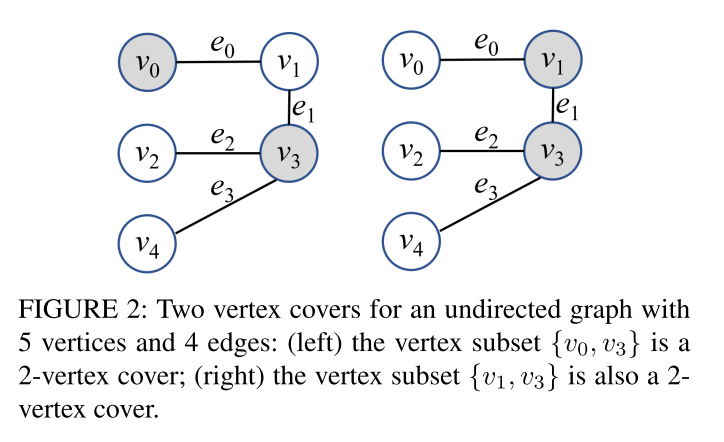 v0 e0 v1 v0 e0 v1
e1 e1
v2 e2 v3 v2 e2 v3
e3 e3
v4 v4
FIGURE 2: Two vertex covers for an undirected graph with
5 vertices and 4 edges: (left) the vertex subset {v0, v3} is a
2-vertex cover; (right) the vertex subset {v1, v3} is also a 2-
vertex cover.